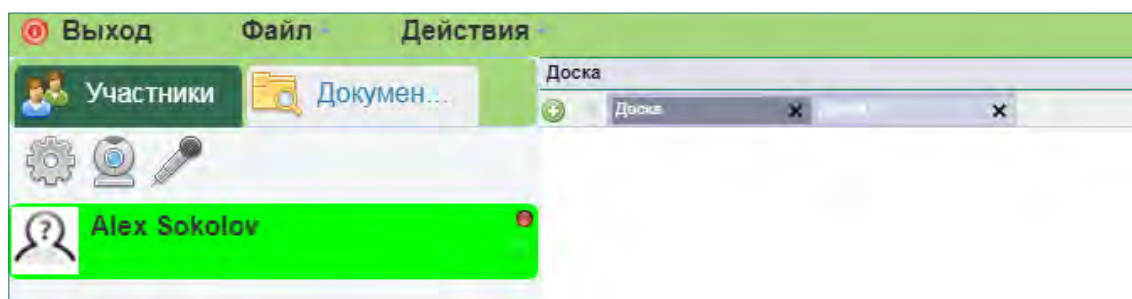 Выход Файл Действия
Участники Докумен...
Доска
Доска
Alex Sokolov